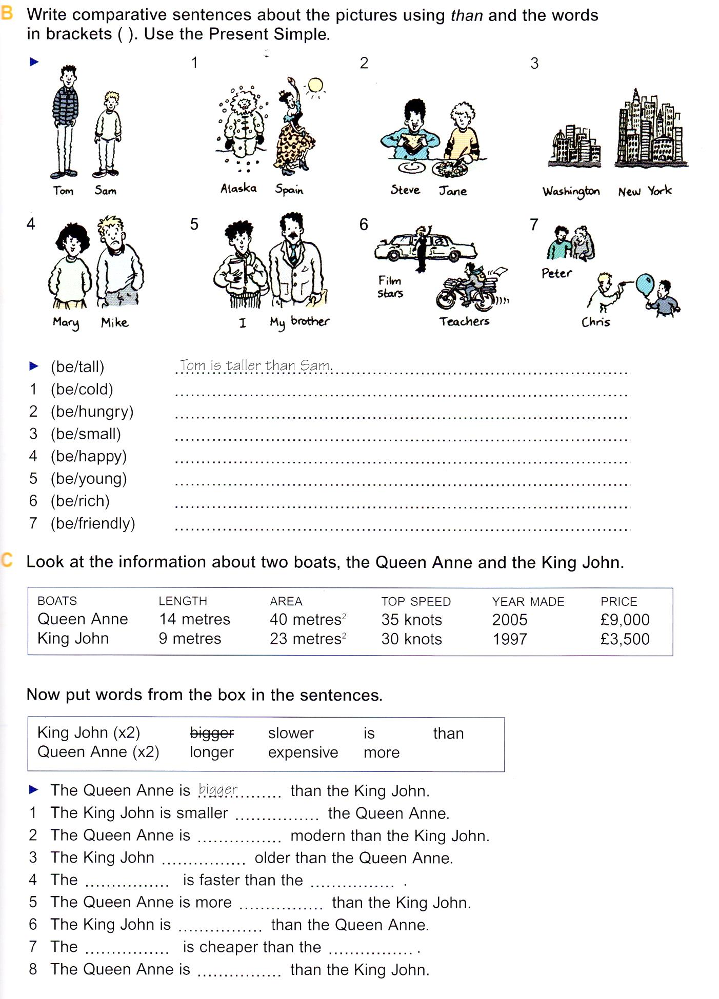 B Write comparative sentences about the pictures using than and the words
in brackets ( ). Use the Present Simple.
► 1 2 3
Tom Sam Alaska Spain Steve Jane Washington New York
4 5 6 7
Film
stars
Peter
Mary Mike I My brother Teachers Chris
► (be/tall) Tom is taller than Sam.
1 (be/cold) ....................
2 (be/hungry) ....................
3 (be/small) ....................
4 (be/happy) ....................
5 (be/young) ....................
6 (be/rich) ....................
7 (be/friendly) ....................
C Look at the information about two boats, the Queen Anne and the King John.
BOATS LENGTH AREA TOP SPEED YEAR MADE PRICE
Queen Anne 14 metres 40 metres² 35 knots 2005 £9,000
King John 9 metres 23 metres² 30 knots 1997 £3,500
Now put words from the box in the sentences.
King John (x2) bigger slower is than
Queen Anne (x2) longer expensive more
► The Queen Anne is bigger.......... than the King John.
1 The King John is smaller ................ the Queen Anne.
2 The Queen Anne is ................ modern than the King John.
3 The King John ................ older than the Queen Anne.
4 The ................ is faster than the ................ .
5 The Queen Anne is more ................ than the King John.
6 The King John is ................ than the Queen Anne.
7 The ................ is cheaper than the ................ .
8 The Queen Anne is ................ than the King John.